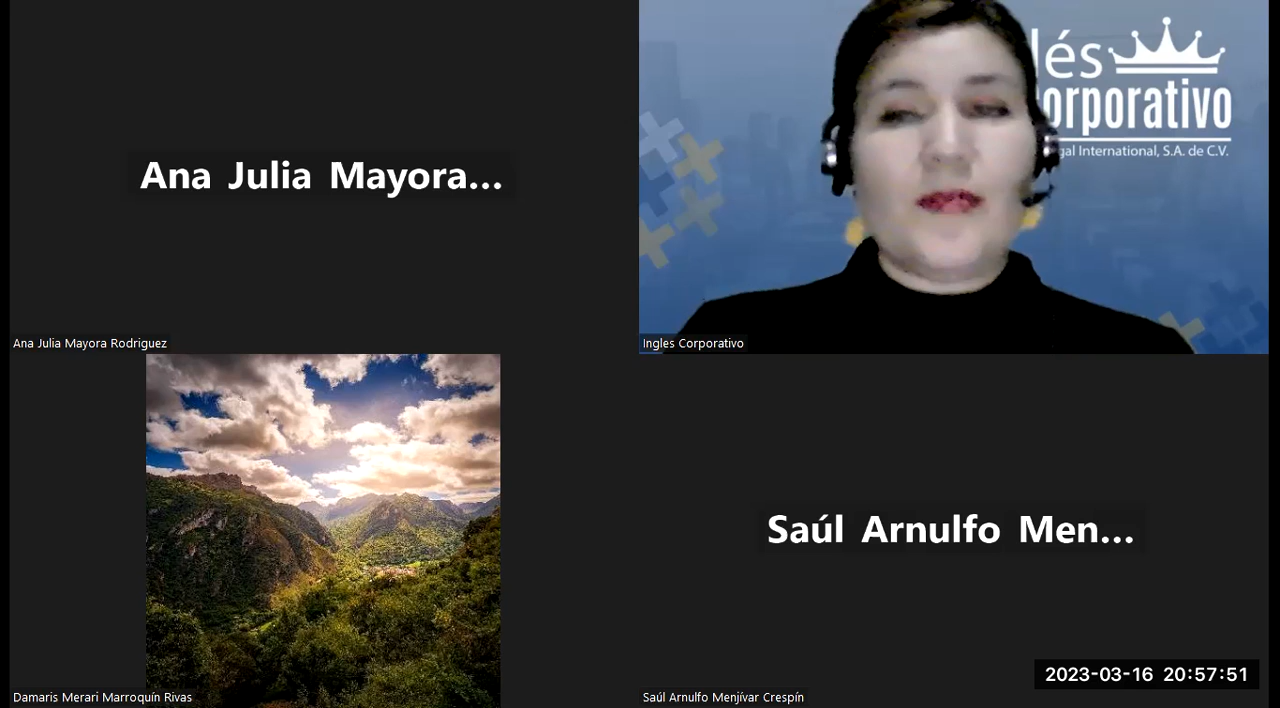 Ana Julia Mayora...
Ana Julia Mayora Rodriguez
lés
orporativo
gal International, S.A. de C.V.
Ingles Corporativo
Damaris Merari Marroquín Rivas
Saúl Arnulfo Men...
2023-03-16 20:57:51
Saúl Arnulfo Menjívar Crespín